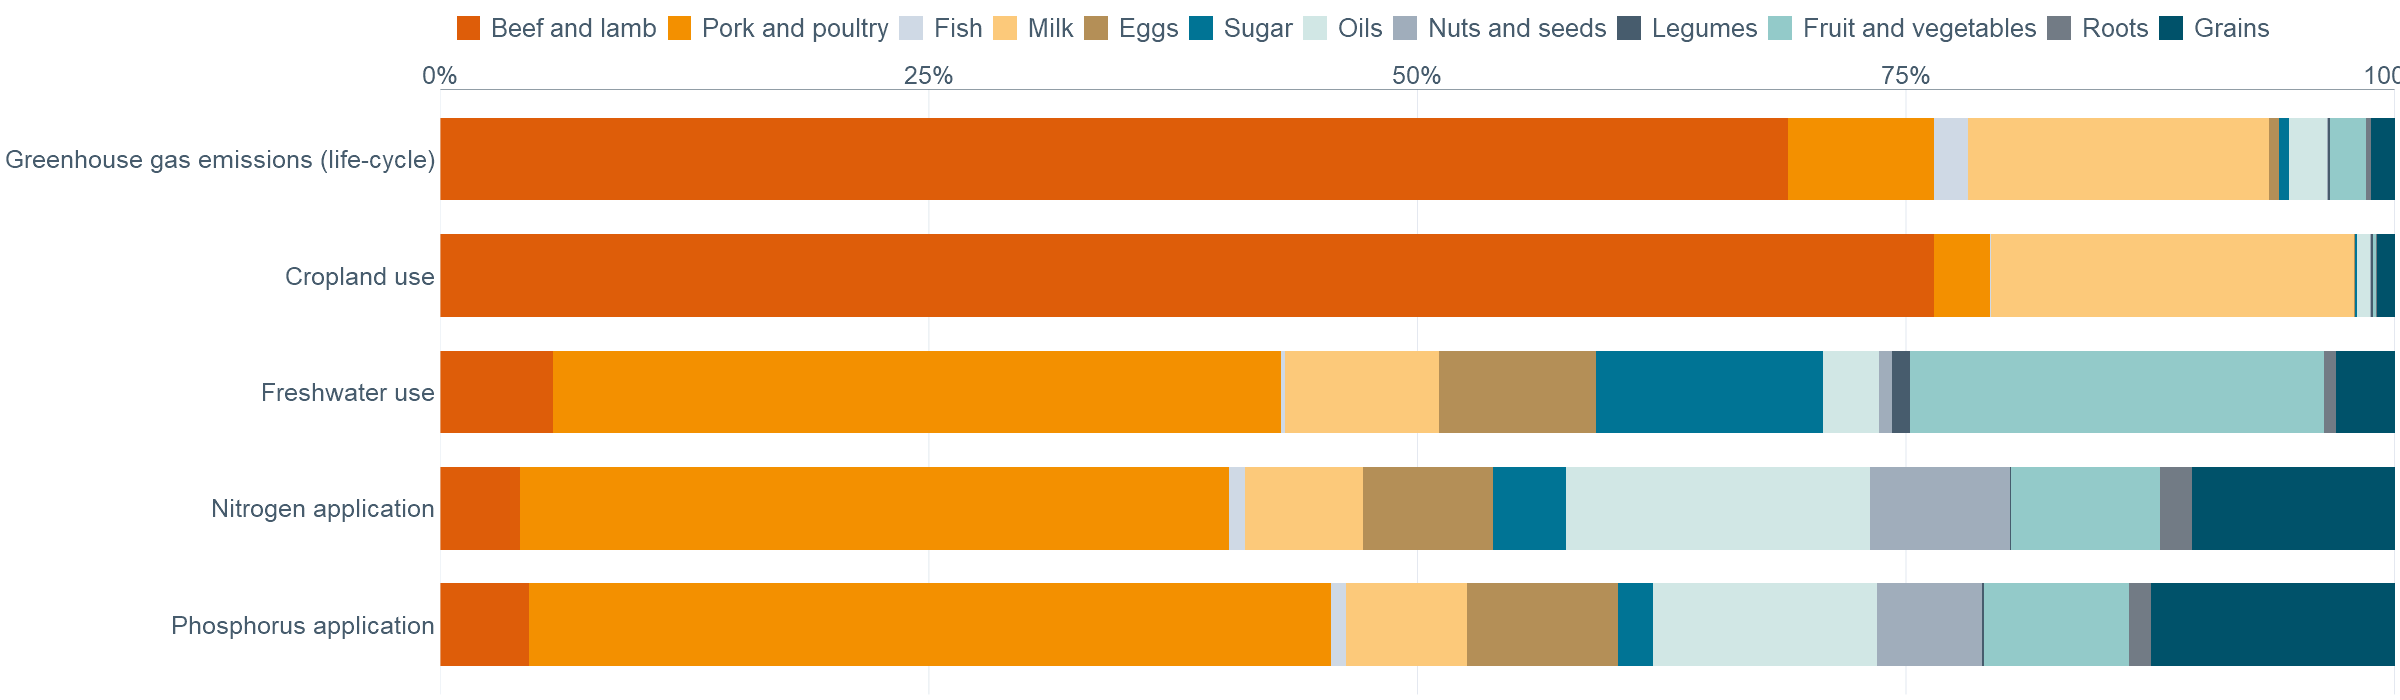 Beef and lamb Pork and poultry Fish Milk Eggs Sugar Oils Nuts and seeds Legumes Fruit and vegetables Roots Grains
0% 25% 50% 75% 100
Greenhouse gas emissions (life-cycle)
Cropland use
Freshwater use
Nitrogen application
Phosphorus application